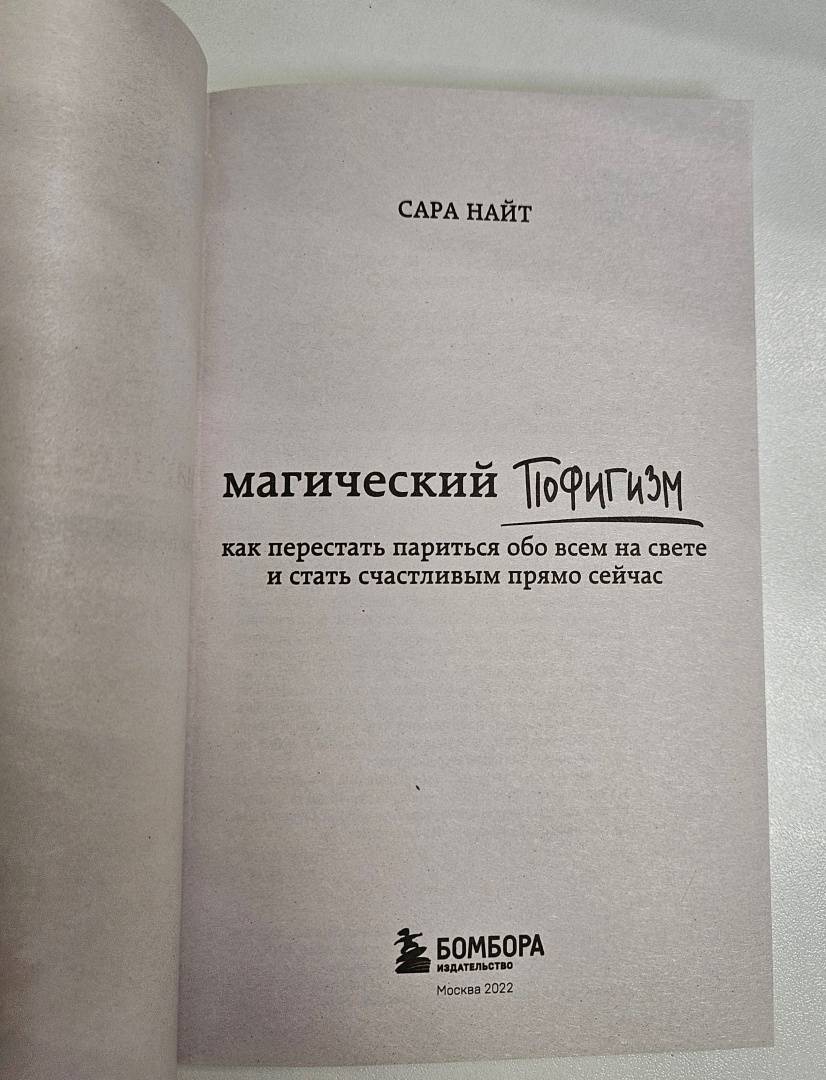 САРА НАЙТ
магический ПОФИГИЗМ
как перестать париться обо всем на свете
и стать счастливым прямо сейчас
БОМБОРА
ИЗДАТЕЛЬСТВО
Москва 2022